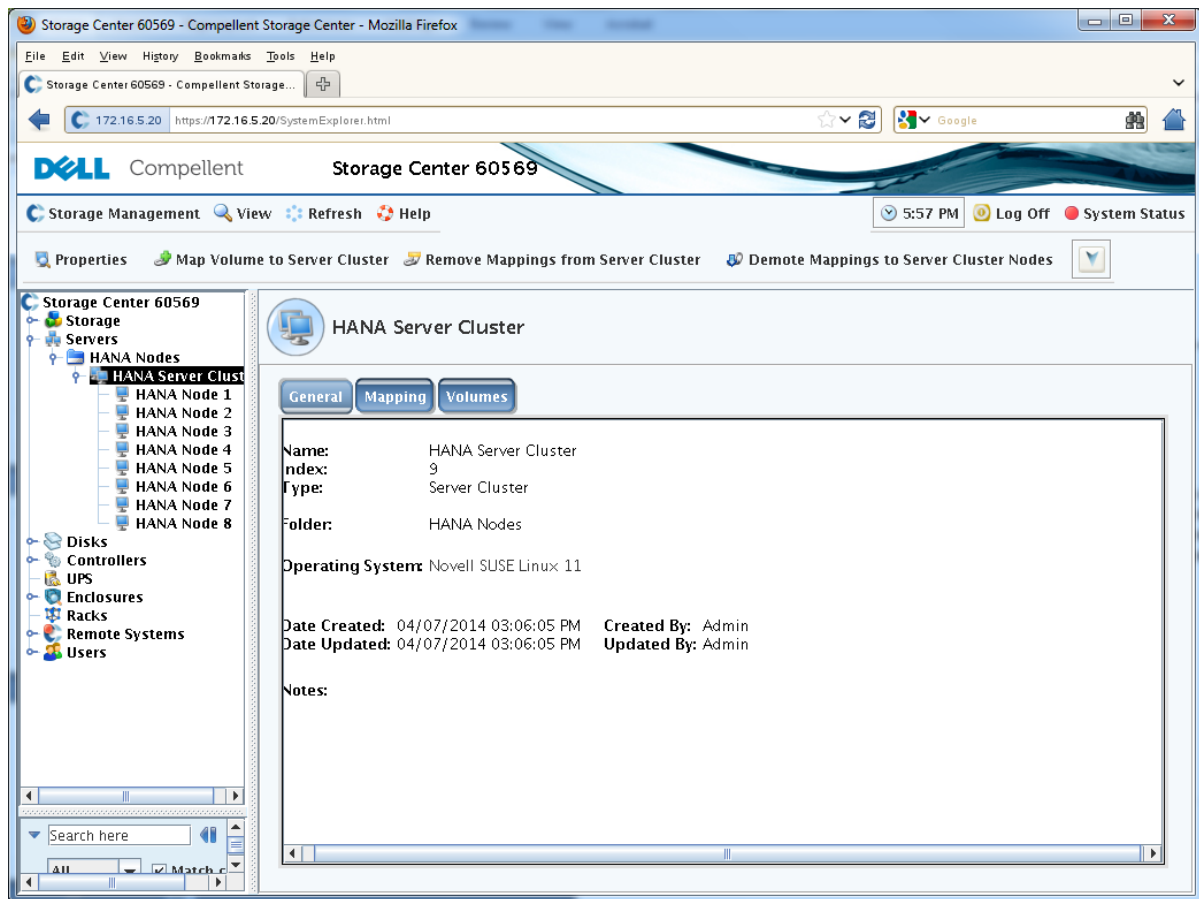 Storage Center 60569 - Compellent Storage Center - Mozilla Firefox
File Edit View History Bookmarks Tools Help
Storage Center 60569 - Compellent Storage...
172.16.5.20 https://172.16.5.20/SystemExplorer.html Google
DELL Compellent Storage Center 60569
Storage Management View Refresh Help 5:57 PM Log Off System Status
Properties Map Volume to Server Cluster Remove Mappings from Server Cluster Demote Mappings to Server Cluster Nodes
Storage Center 60569
Storage
Servers
HANA Nodes
HANA Server Clust
HANA Node 1
HANA Node 2
HANA Node 3
HANA Node 4
HANA Node 5
HANA Node 6
HANA Node 7
HANA Node 8
Disks
Controllers
UPS
Enclosures
Racks
Remote Systems
Users
Search here
All Match c
HANA Server Cluster
General Mapping Volumes
Name: HANA Server Cluster
Index: 9
Type: Server Cluster
Folder: HANA Nodes
Operating System: Novell SUSE Linux 11
Date Created: 04/07/2014 03:06:05 PM Created By: Admin
Date Updated: 04/07/2014 03:06:05 PM Updated By: Admin
Notes: